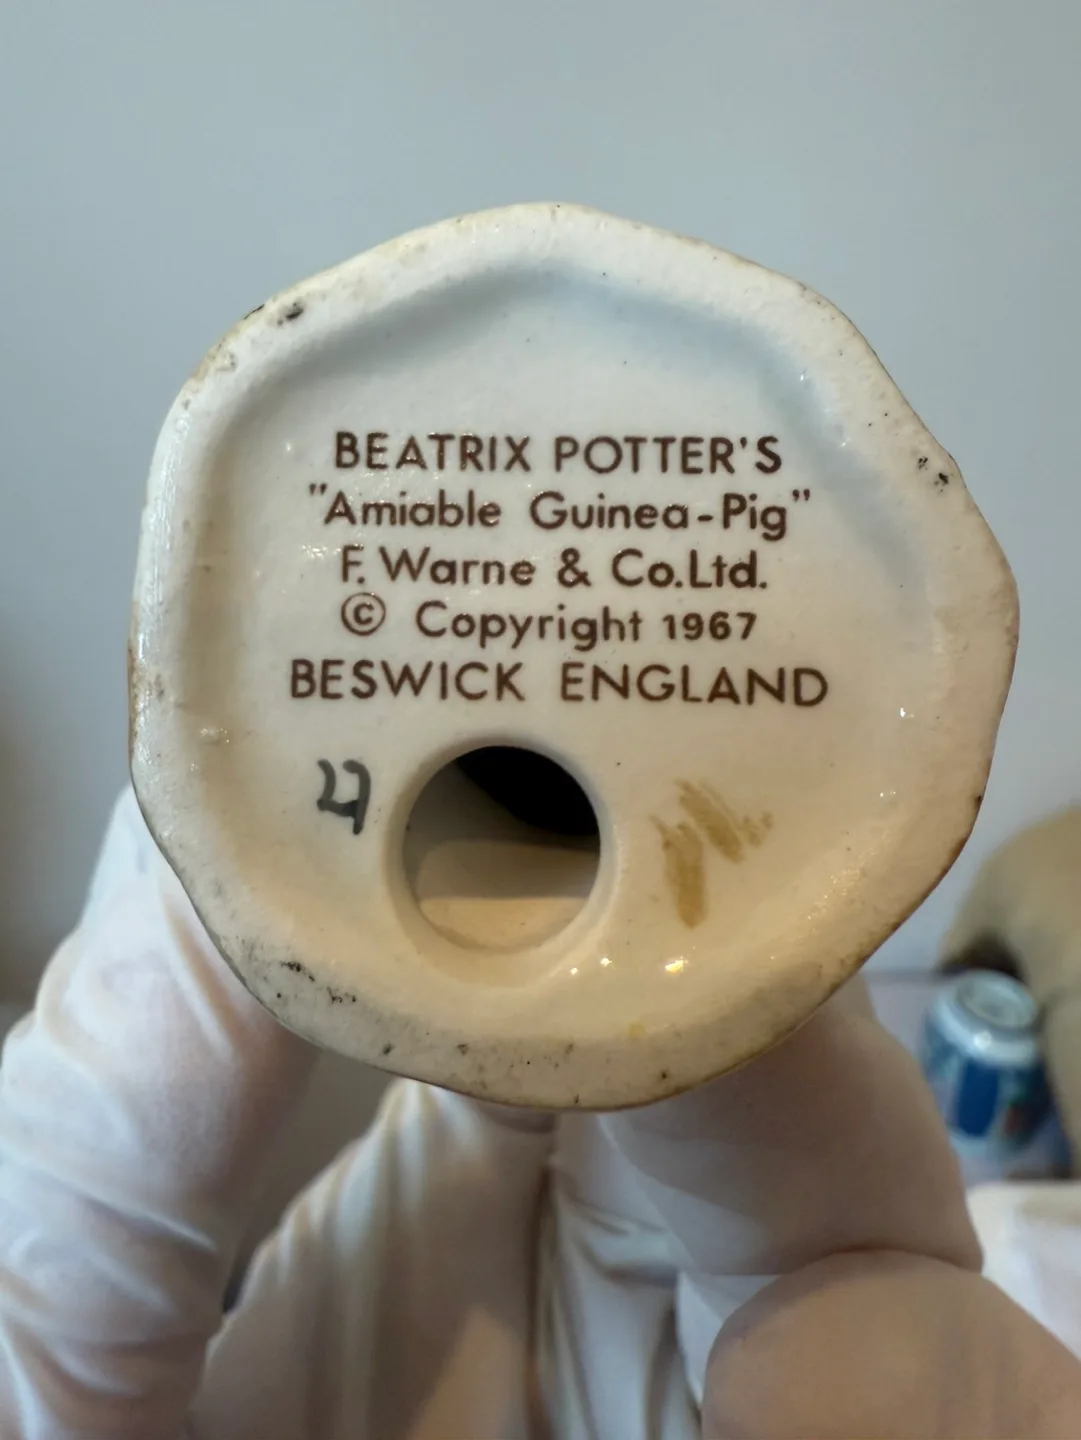 BEATRIX POTTER'S
"Amiable Guinea-Pig"
F. Warne & Co.Ltd.
© Copyright 1967
BESWICK ENGLAND